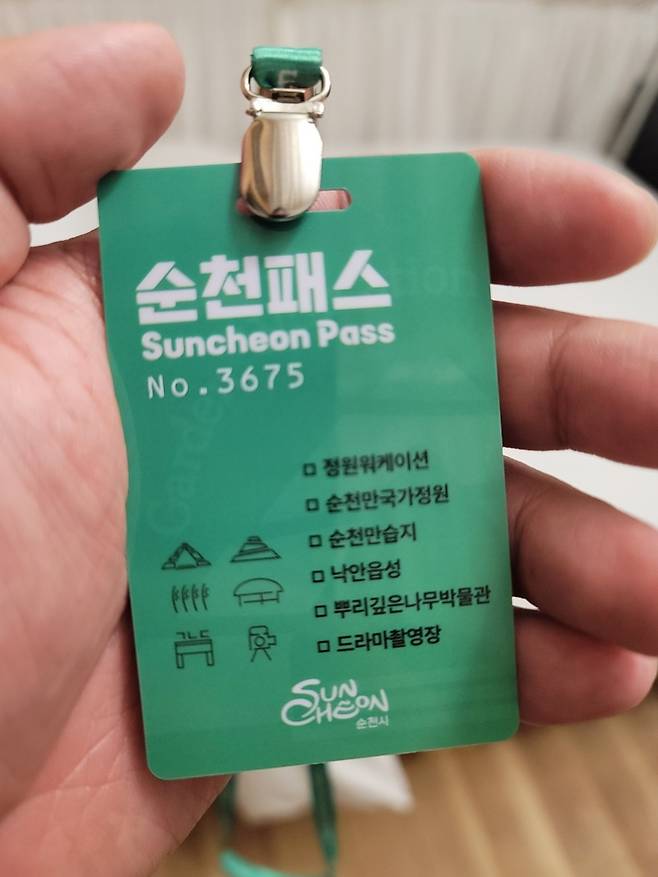 순천패스
Suncheon Pass
No.3675
□ 정원워케이션
□ 순천만국가정원
□ 순천만습지
□ 낙안읍성
□ 뿌리깊은나무박물관
□ 드라마촬영장
ㄱㄴㄷ
SUN
CHEON
순천시